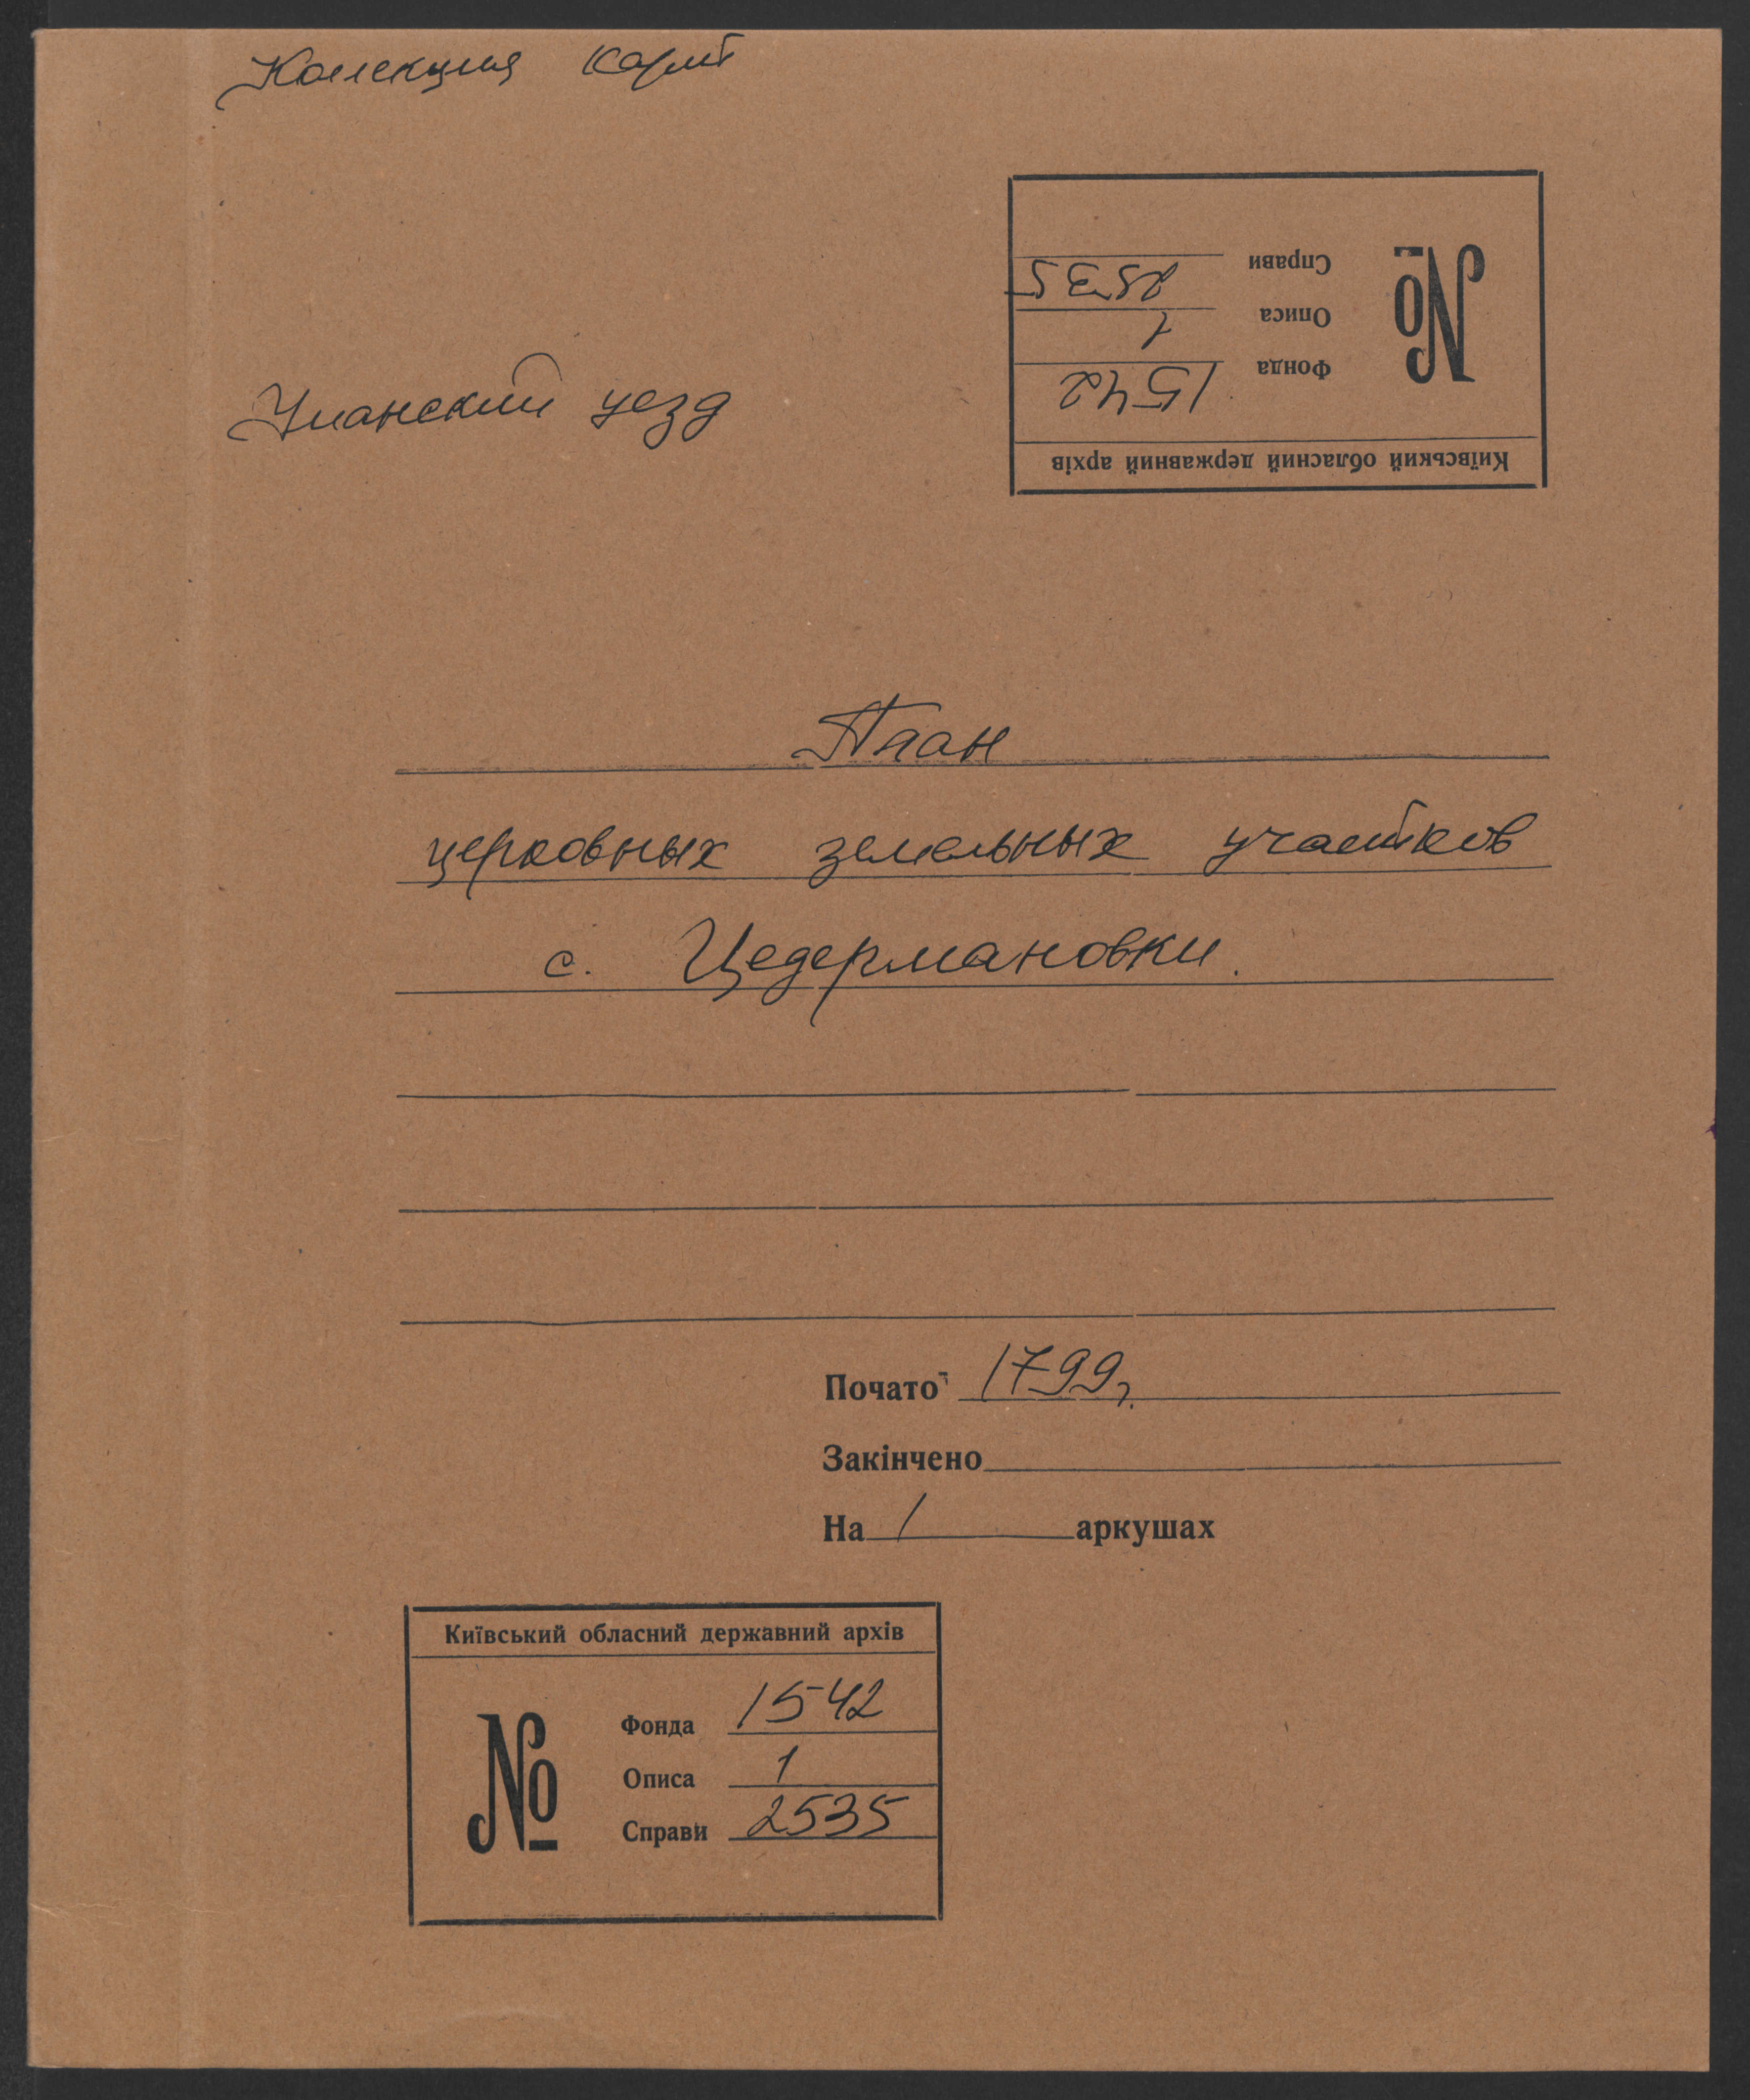 Коллекция карт
Справи 2535
Описа 1
Фонда 1542
№
Київський обласний державний архів
Уманский уезд
План
церковных земельных участков
с. Цедермановки.
Почато 1799г.
Закінчено
На 1 аркушах
Київський обласний державний архів
№
Фонда 1542
Описа 1
Справи 2535